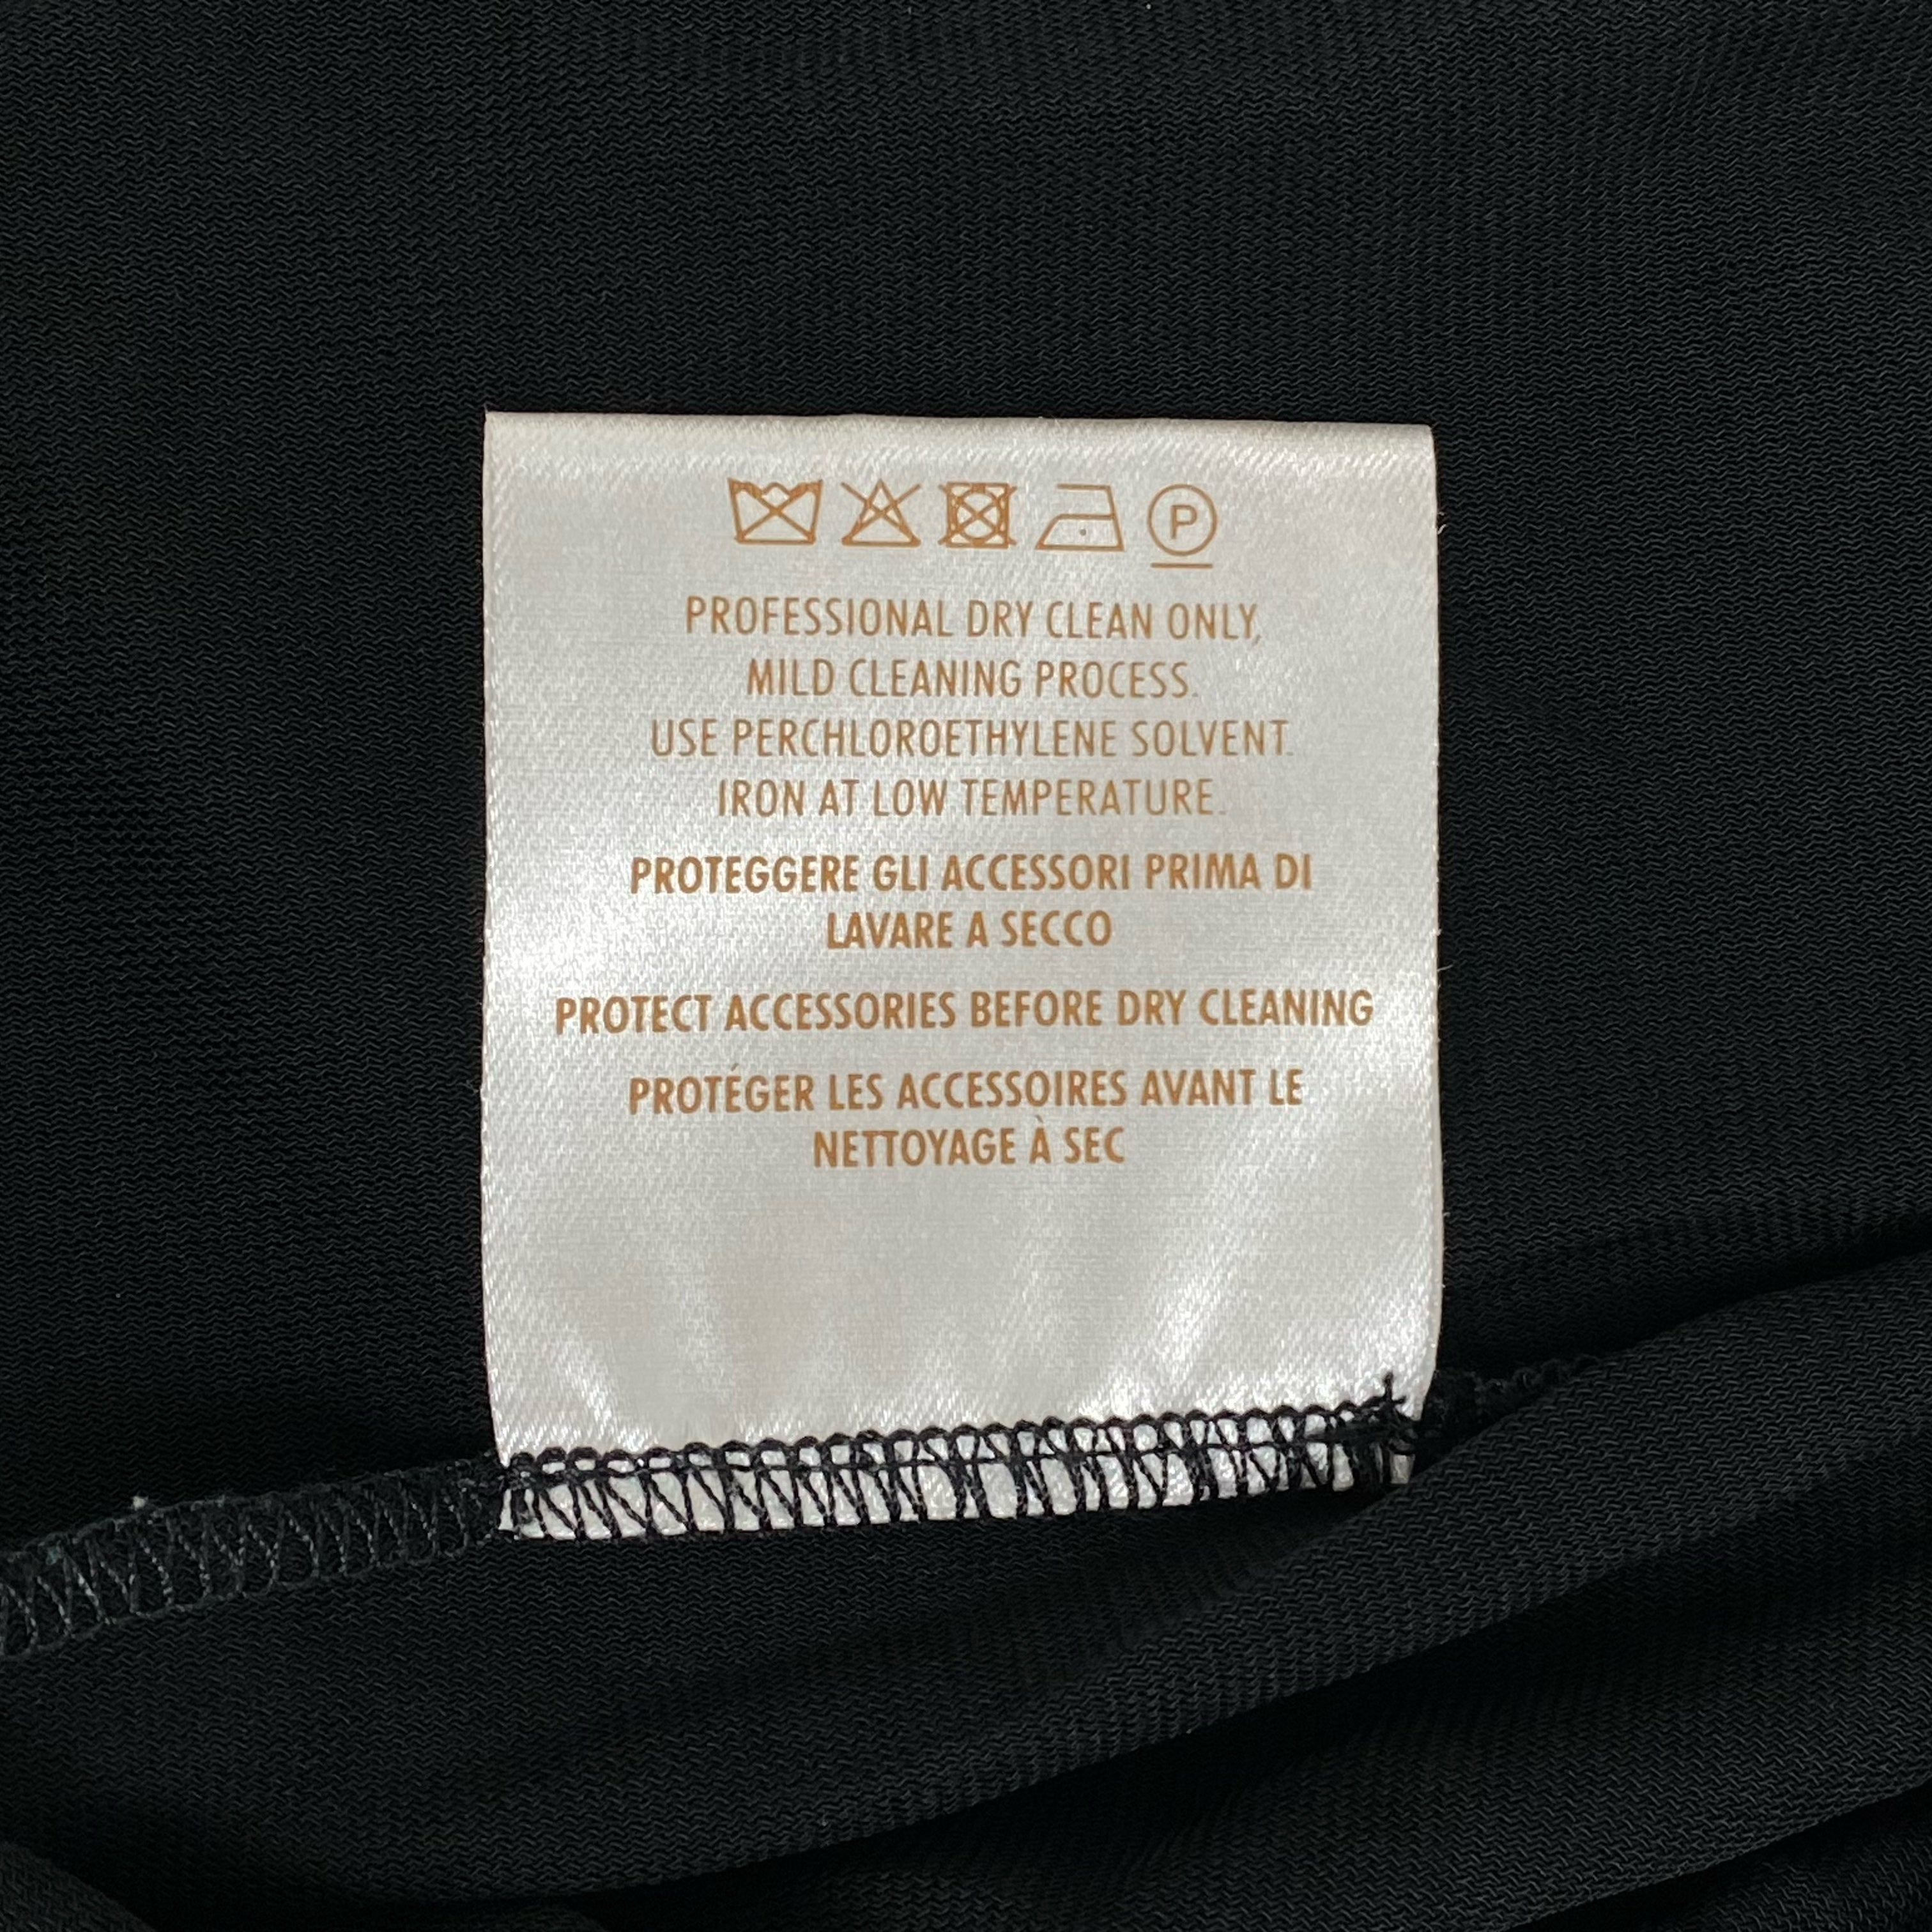 P
PROFESSIONAL DRY CLEAN ONLY,
MILD CLEANING PROCESS.
USE PERCHLOROETHYLENE SOLVENT.
IRON AT LOW TEMPERATURE.
PROTEGGERE GLI ACCESSORI PRIMA DI
LAVARE A SECCO
PROTECT ACCESSORIES BEFORE DRY CLEANING
PROTÉGER LES ACCESSOIRES AVANT LE
NETTOYAGE À SEC